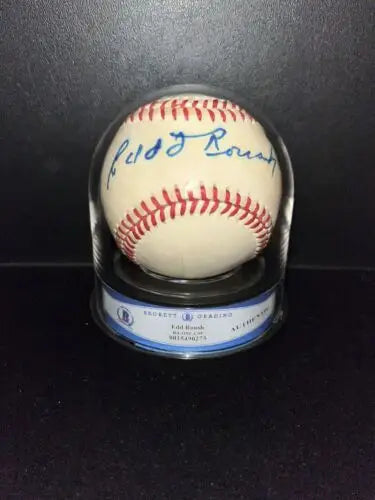 Edd J Roush
BECKETT B GRADING
Edd Roush
AUTHENTIC